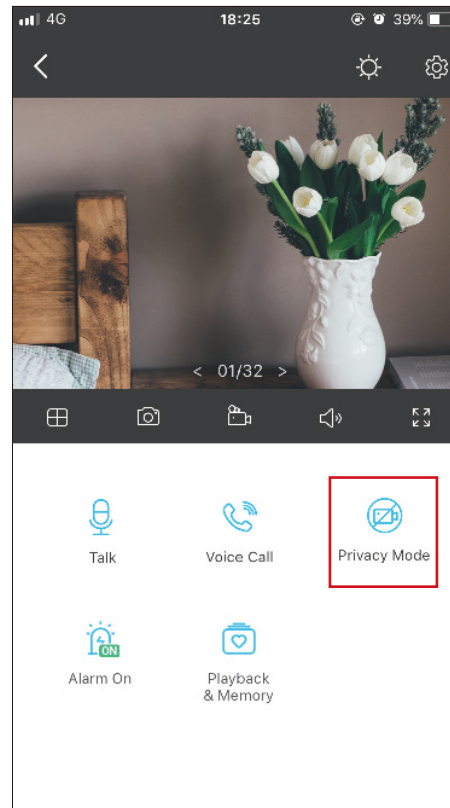 4G 18:25 39%
< 01/32 >
Talk Voice Call Privacy Mode
ON
Alarm On Playback
& Memory